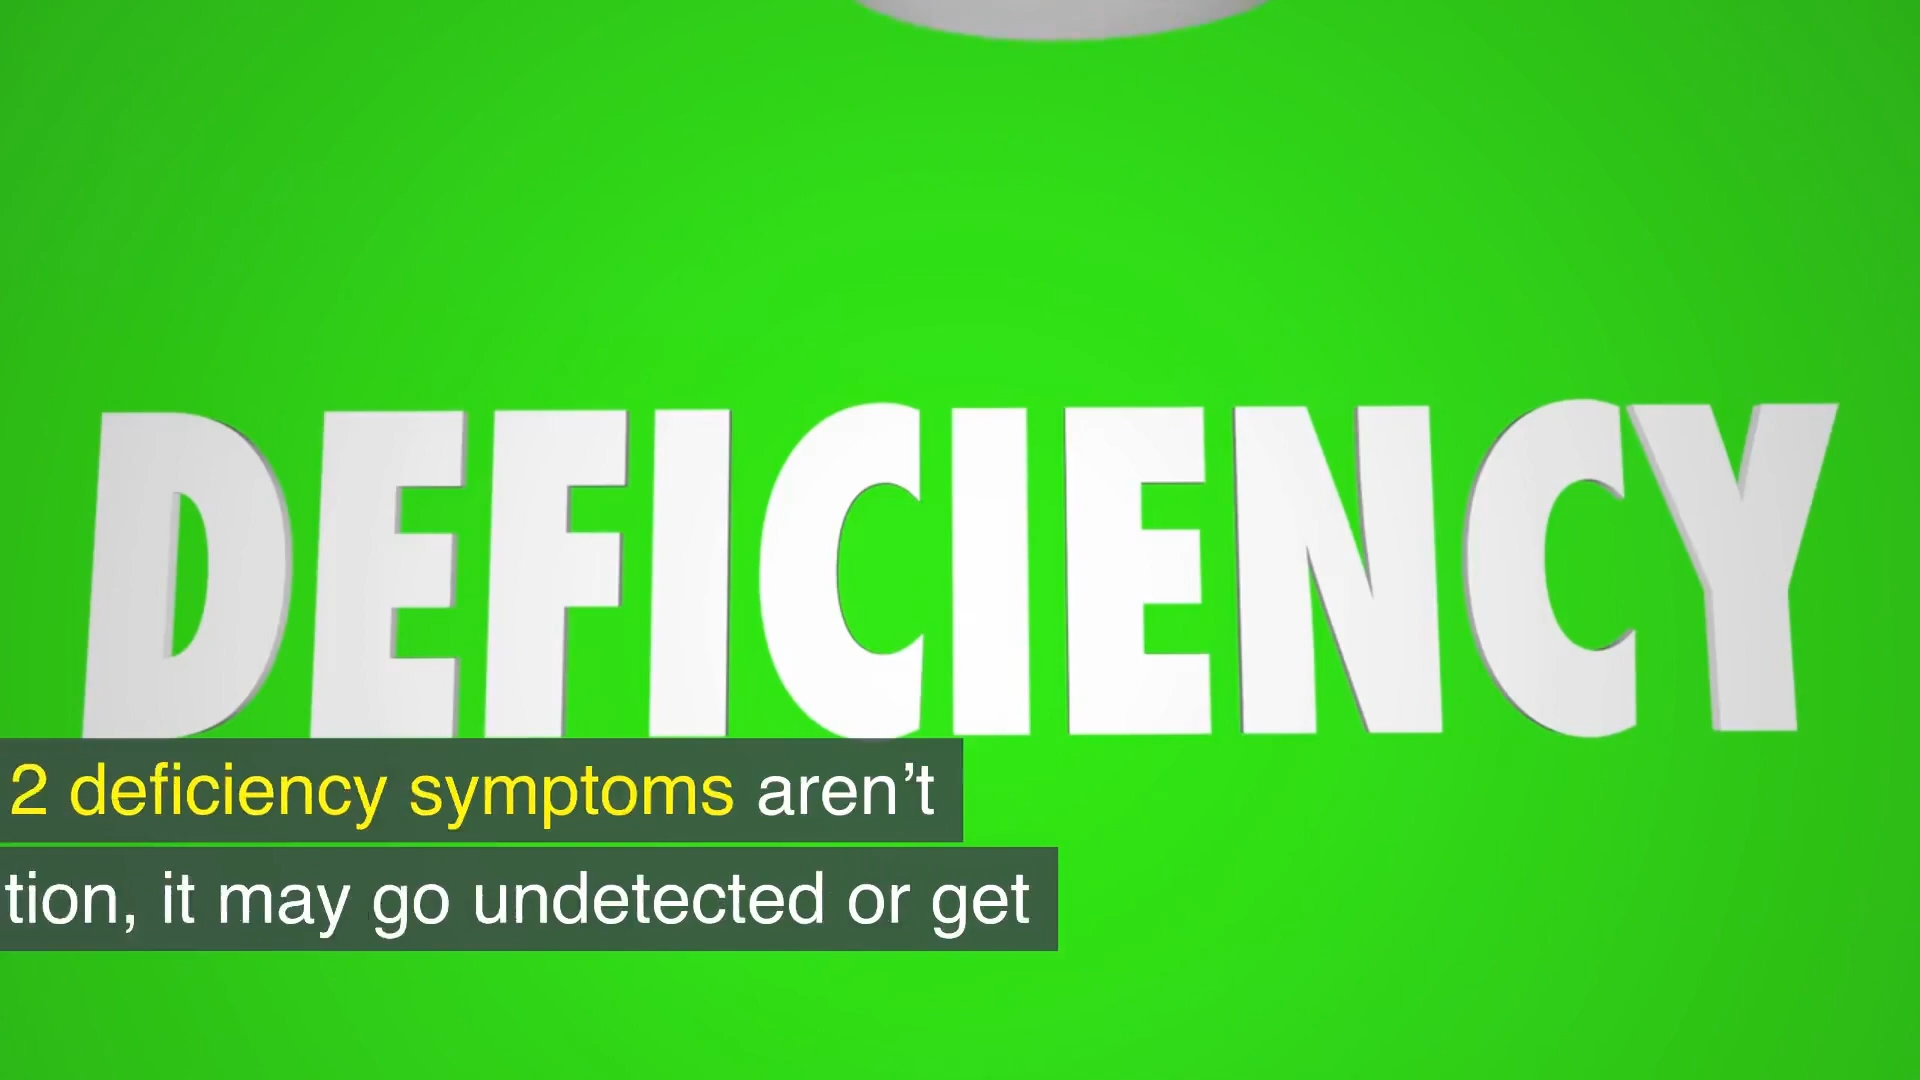 DEFICIENCY
2 deficiency symptoms aren’t
tion, it may go undetected or get